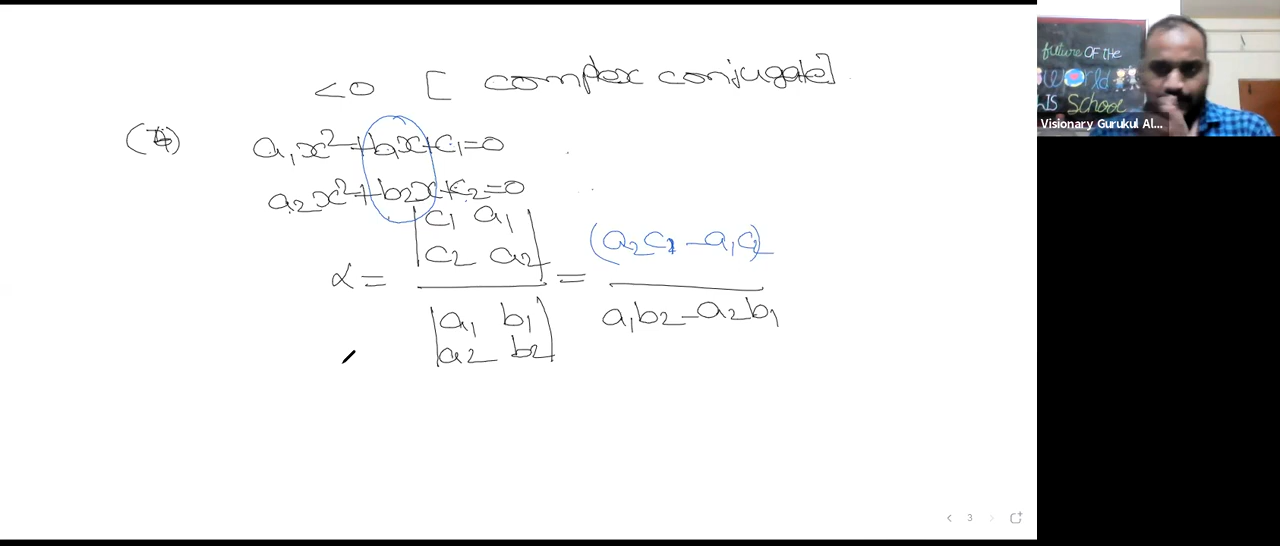 <0 [complex conjugate]
(7) a₁x²+b₁x+c₁=0
a₂x²+b₂x+c₂=0
α = |c₁ a₁| = (a₂c₁-a₁c₂)
|c₂ a₂|
|a₁ b₁| a₁b₂-a₂b₁
|a₂ b₂|
3
future OF THE
World
IS School
Visionary Gurukul Al...